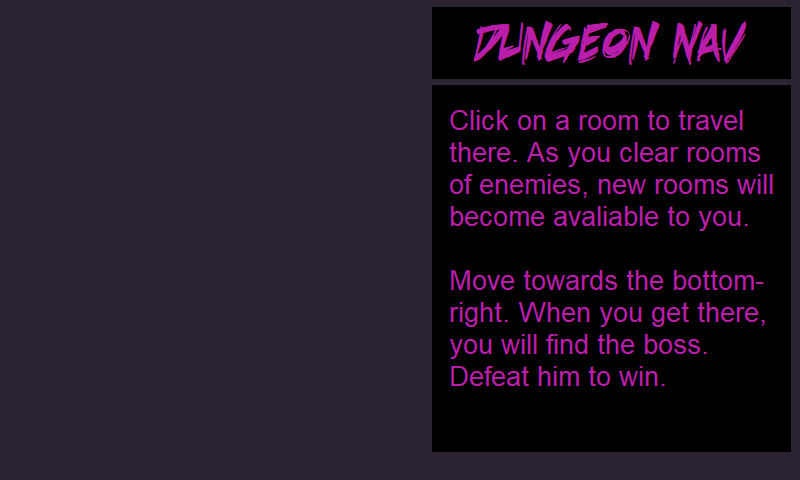 DUNGEON NAV
Click on a room to travel
there. As you clear rooms
of enemies, new rooms will
become avaliable to you.
Move towards the bottom-
right. When you get there,
you will find the boss.
Defeat him to win.